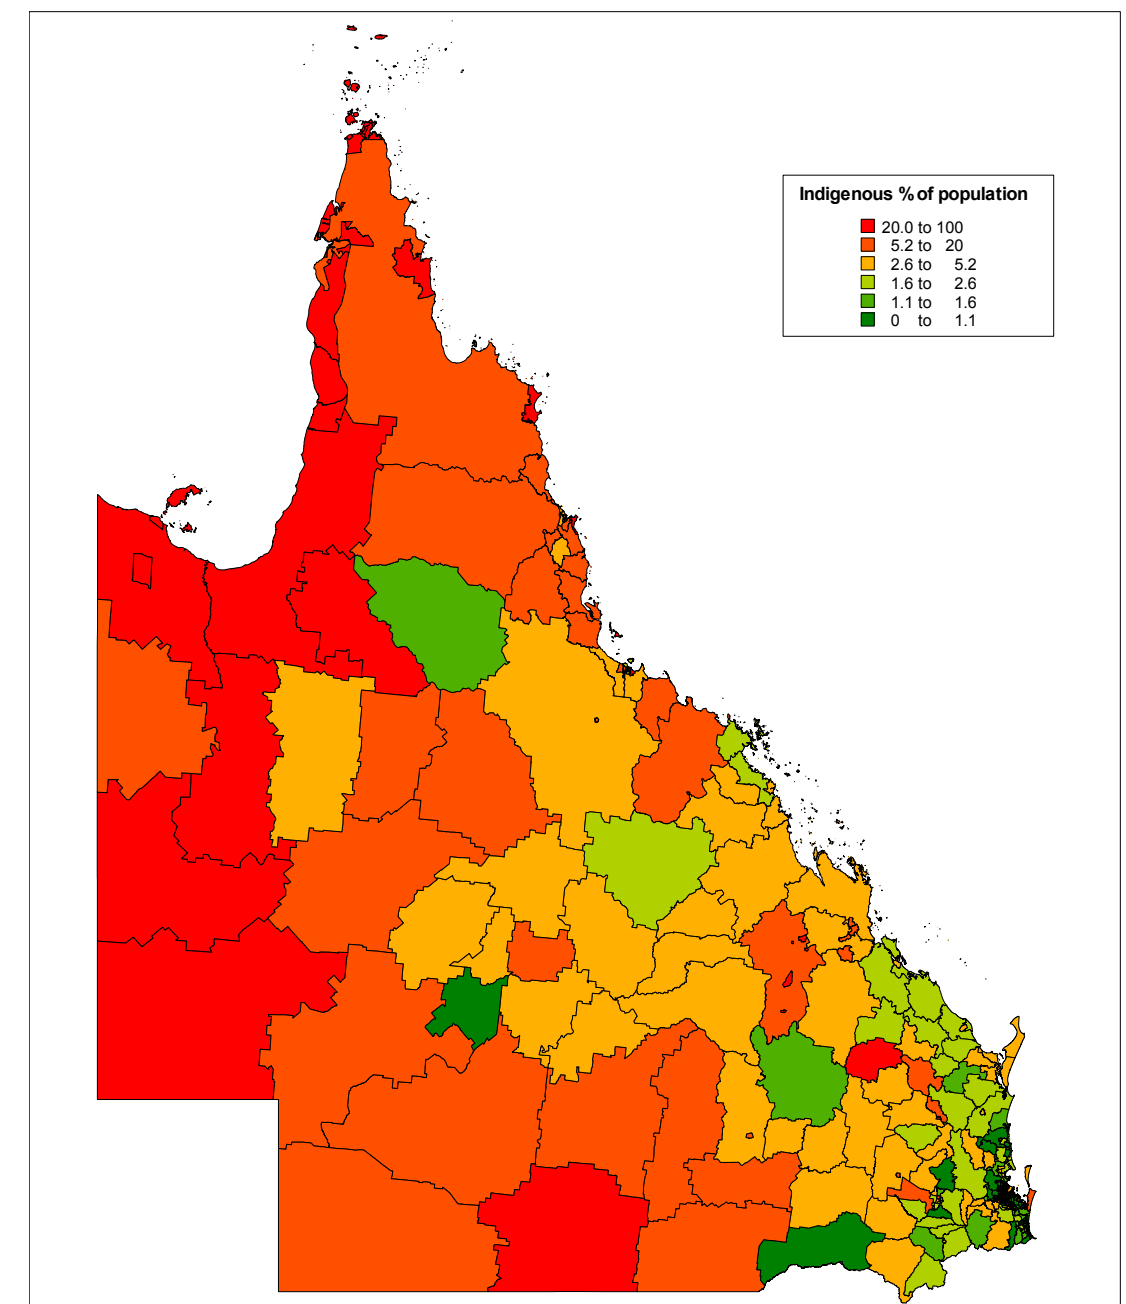 Indigenous % of population
20.0 to 100
5.2 to 20
2.6 to 5.2
1.6 to 2.6
1.1 to 1.6
0 to 1.1